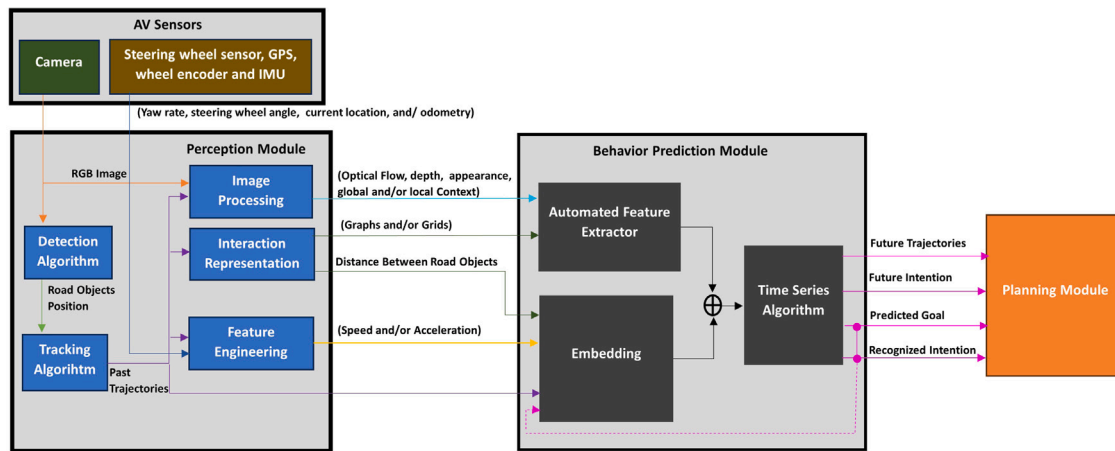 AV Sensors
Camera
Steering wheel sensor, GPS,
wheel encoder and IMU
(Yaw rate, steering wheel angle, current location, and/ odometry)
Perception Module
RGB Image
Image
Processing
(Optical Flow, depth, appearance,
global and/or local Context)
(Graphs and/or Grids)
Detection
Algorithm
Interaction
Representation
Distance Between Road Objects
Road Objects
Position
Feature
Engineering
(Speed and/or Acceleration)
Tracking
Algorihtm
Past
Trajectories
Behavior Prediction Module
Automated Feature
Extractor
Embedding
Time Series
Algorithm
Future Trajectories
Future Intention
Predicted Goal
Recognized Intention
Planning Module